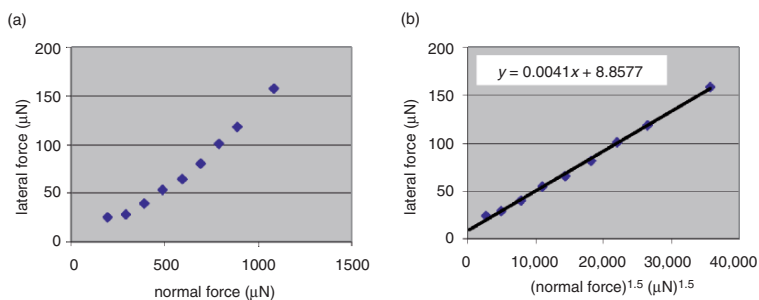 (a)
lateral force (μN)
200
150
100
50
0
0 500 1000 1500
normal force (μN)
(b)
lateral force (μN)
200
150
100
50
0
y = 0.0041x + 8.8577
0 10,000 20,000 30,000 40,000
(normal force)^1.5 (μN)^1.5